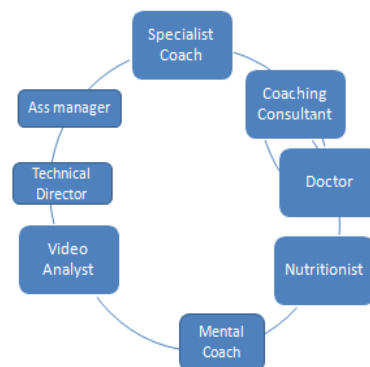 Specialist
Coach
Coaching
Consultant
Ass manager
Doctor
Technical
Director
Video
Analyst
Nutritionist
Mental
Coach